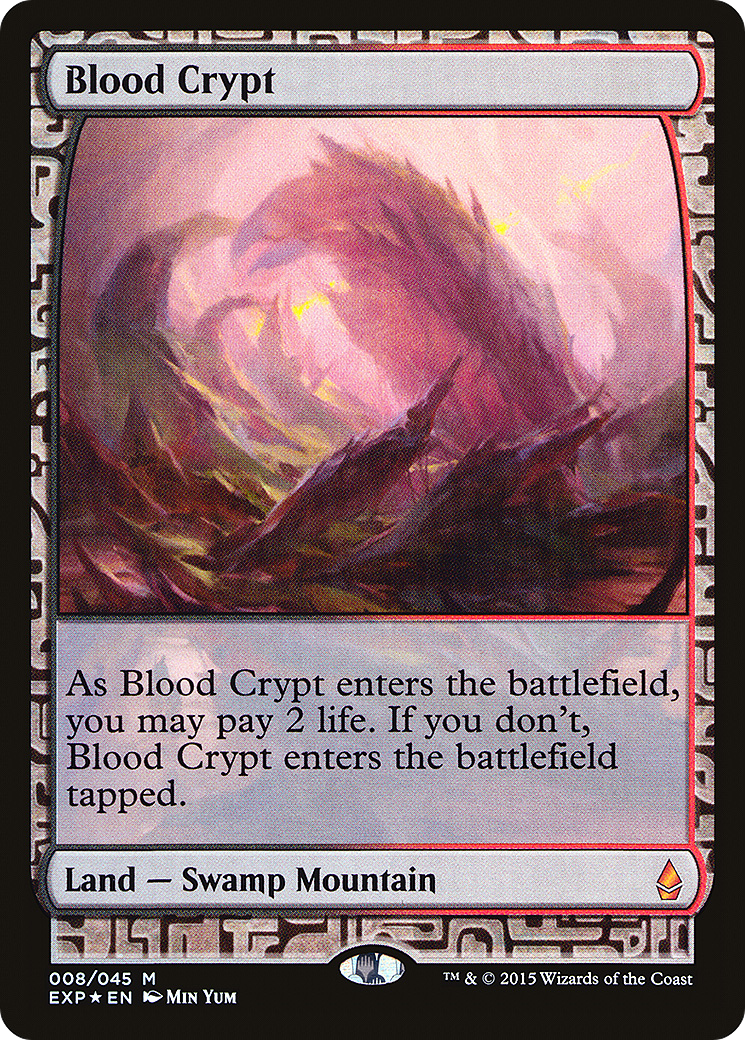 Blood Crypt
As Blood Crypt enters the battlefield,
you may pay 2 life. If you don't,
Blood Crypt enters the battlefield
tapped.
Land — Swamp Mountain
008/045 M
EXP★EN Min Yum
™ & © 2015 Wizards of the Coast